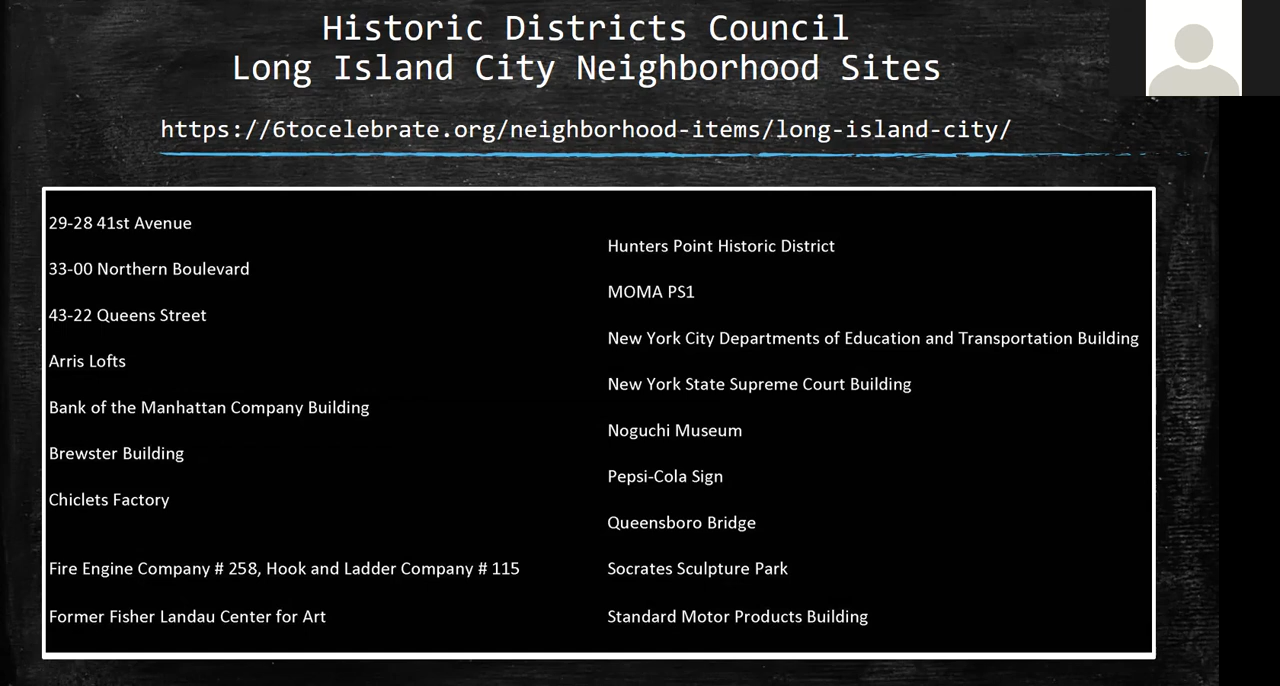 Historic Districts Council
Long Island City Neighborhood Sites
https://6tocelebrate.org/neighborhood-items/long-island-city/
29-28 41st Avenue
33-00 Northern Boulevard
43-22 Queens Street
Arris Lofts
Bank of the Manhattan Company Building
Brewster Building
Chiclets Factory
Fire Engine Company # 258, Hook and Ladder Company # 115
Former Fisher Landau Center for Art
Hunters Point Historic District
MOMA PS1
New York City Departments of Education and Transportation Building
New York State Supreme Court Building
Noguchi Museum
Pepsi-Cola Sign
Queensboro Bridge
Socrates Sculpture Park
Standard Motor Products Building